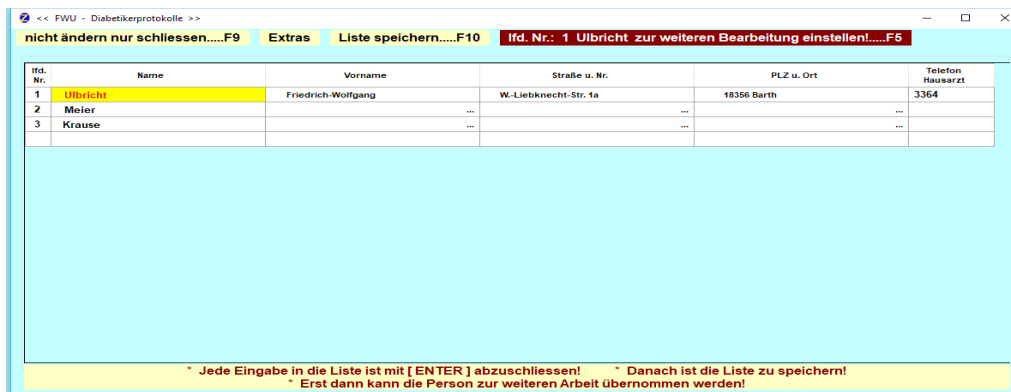 << FWU - Diabetikerprotokolle >>
nicht ändern nur schliessen.....F9 Extras Liste speichern.....F10 lfd. Nr.: 1 Ulbricht zur weiteren Bearbeitung einstellen!.....F5
lfd. Nr. Name Vorname Straße u. Nr. PLZ u. Ort Telefon Hausarzt
1 Ulbricht Friedrich-Wolfgang W.-Liebknecht-Str. 1a 18356 Barth 3364
2 Meier ... ... ...
3 Krause ... ... ...
* Jede Eingabe in die Liste ist mit [ ENTER ] abzuschliessen! * Danach ist die Liste zu speichern!
* Erst dann kann die Person zur weiteren Arbeit übernommen werden!